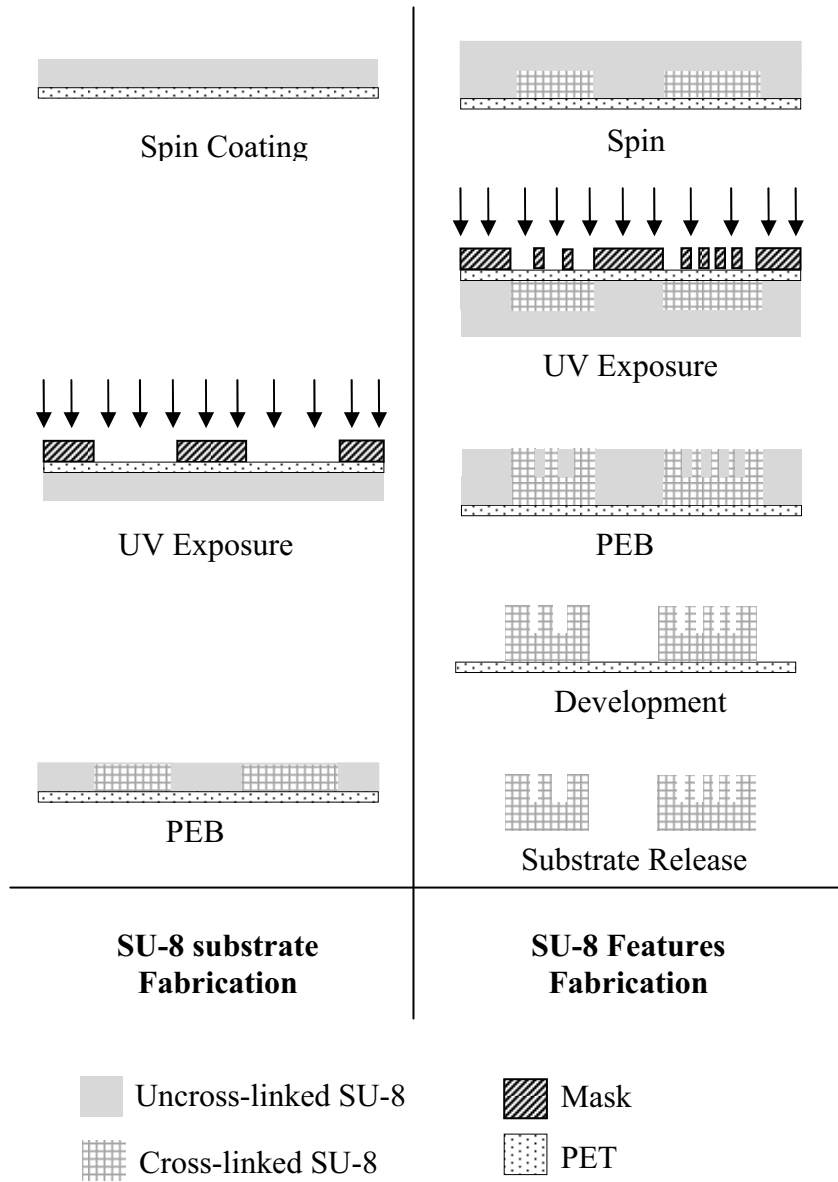 Spin Coating
UV Exposure
PEB
SU-8 substrate
Fabrication
Spin
UV Exposure
PEB
Development
Substrate Release
SU-8 Features
Fabrication
Uncross-linked SU-8
Cross-linked SU-8
Mask
PET